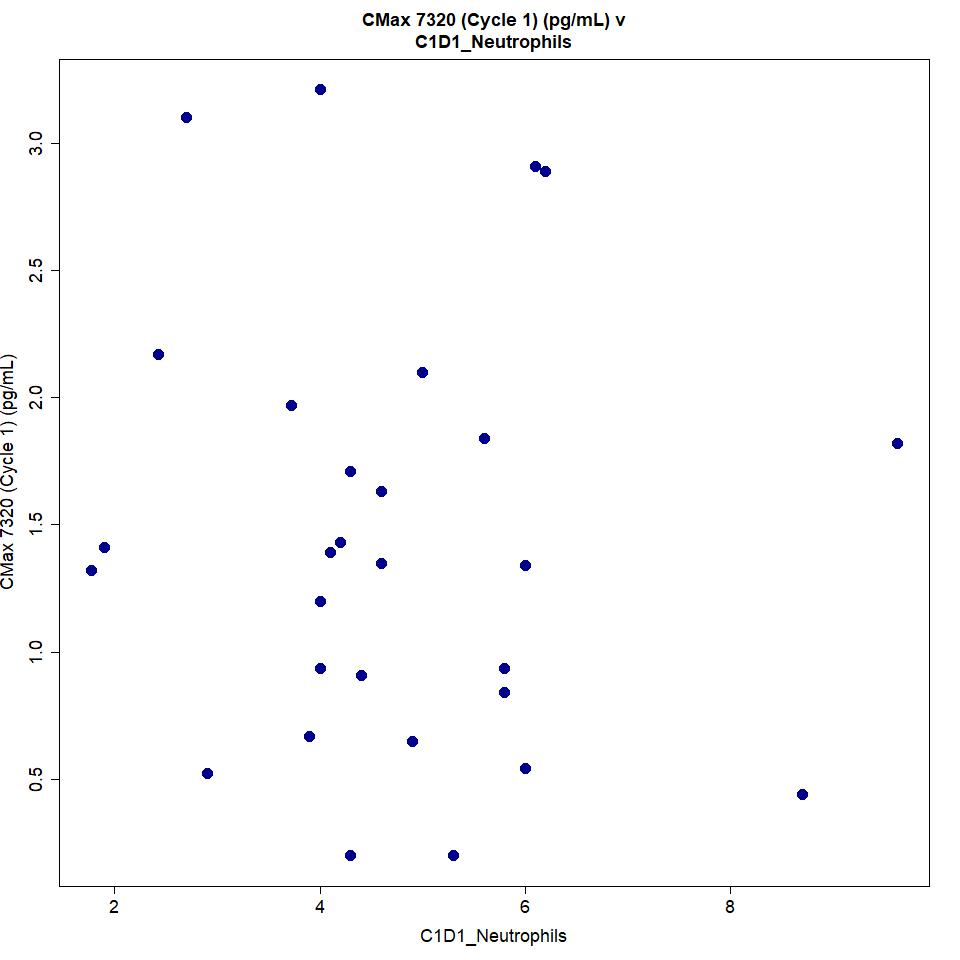 CMax 7320 (Cycle 1) (pg/mL) v
C1D1_Neutrophils
CMax 7320 (Cycle 1) (pg/mL)
3.0
2.5
2.0
1.5
1.0
0.5
2
4
6
8
C1D1_Neutrophils